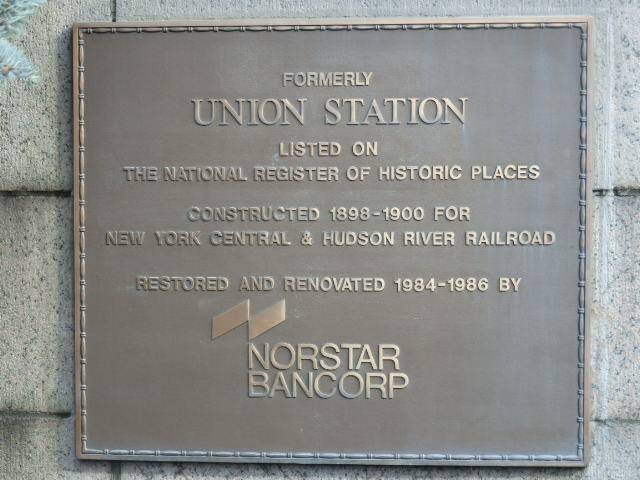 FORMERLY
UNION STATION
LISTED ON
THE NATIONAL REGISTER OF HISTORIC PLACES
CONSTRUCTED 1898-1900 FOR
NEW YORK CENTRAL & HUDSON RIVER RAILROAD
RESTORED AND RENOVATED 1984-1986 BY
NORSTAR
BANCORP